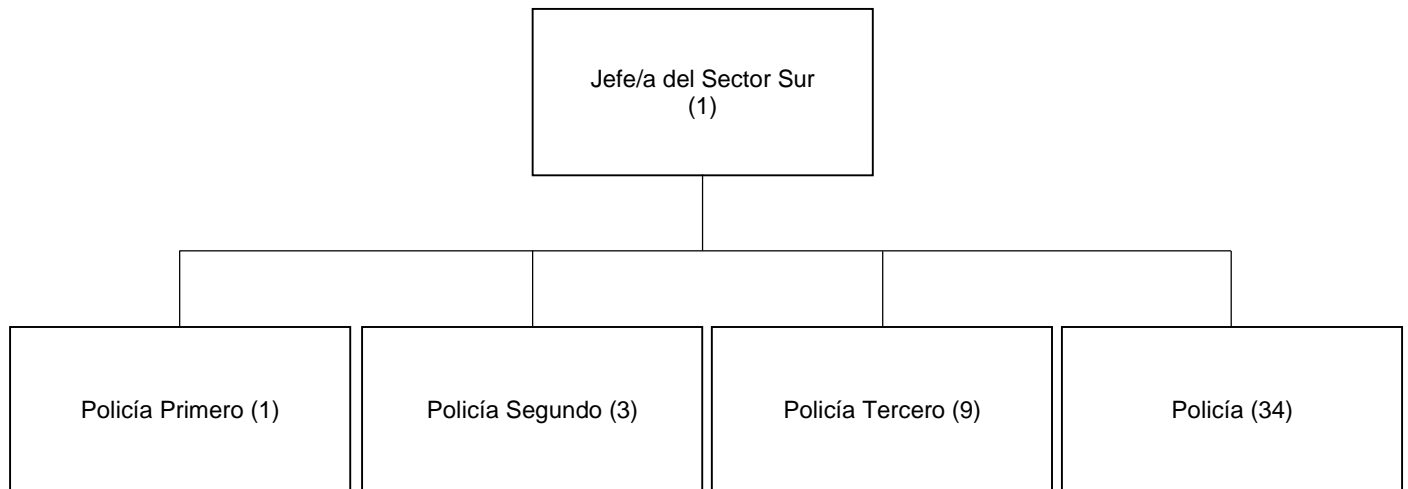 Jefe/a del Sector Sur
(1)
Policía Primero (1)
Policía Segundo (3)
Policía Tercero (9)
Policía (34)